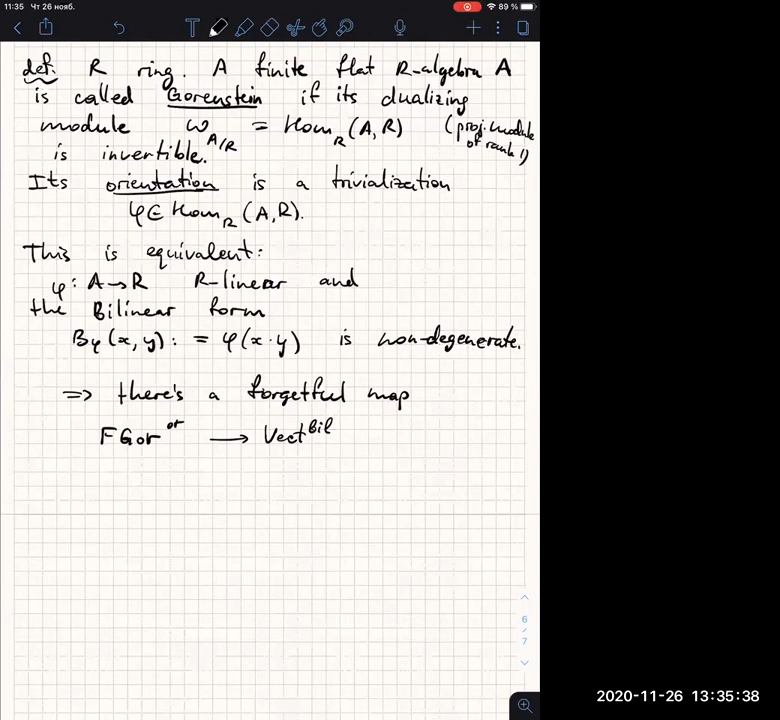 11:35 Чт 26 нояб.
89 %
def. R ring. A finite flat R-algebra A
is called Gorenstein if its dualizing
module ω_{A/R} = Hom_R (A, R) (proj. module of rank 1)
is invertible.
Its orientation is a trivialization
φ ∈ Hom_R (A, R).
This is equivalent:
φ: A → R R-linear and
the Bilinear form
B_φ (x, y) := φ(x · y) is non-degenerate.
⇒ there's a forgetful map
FGor^{or} → Vect^{Bil}
6 / 7
2020-11-26 13:35:38